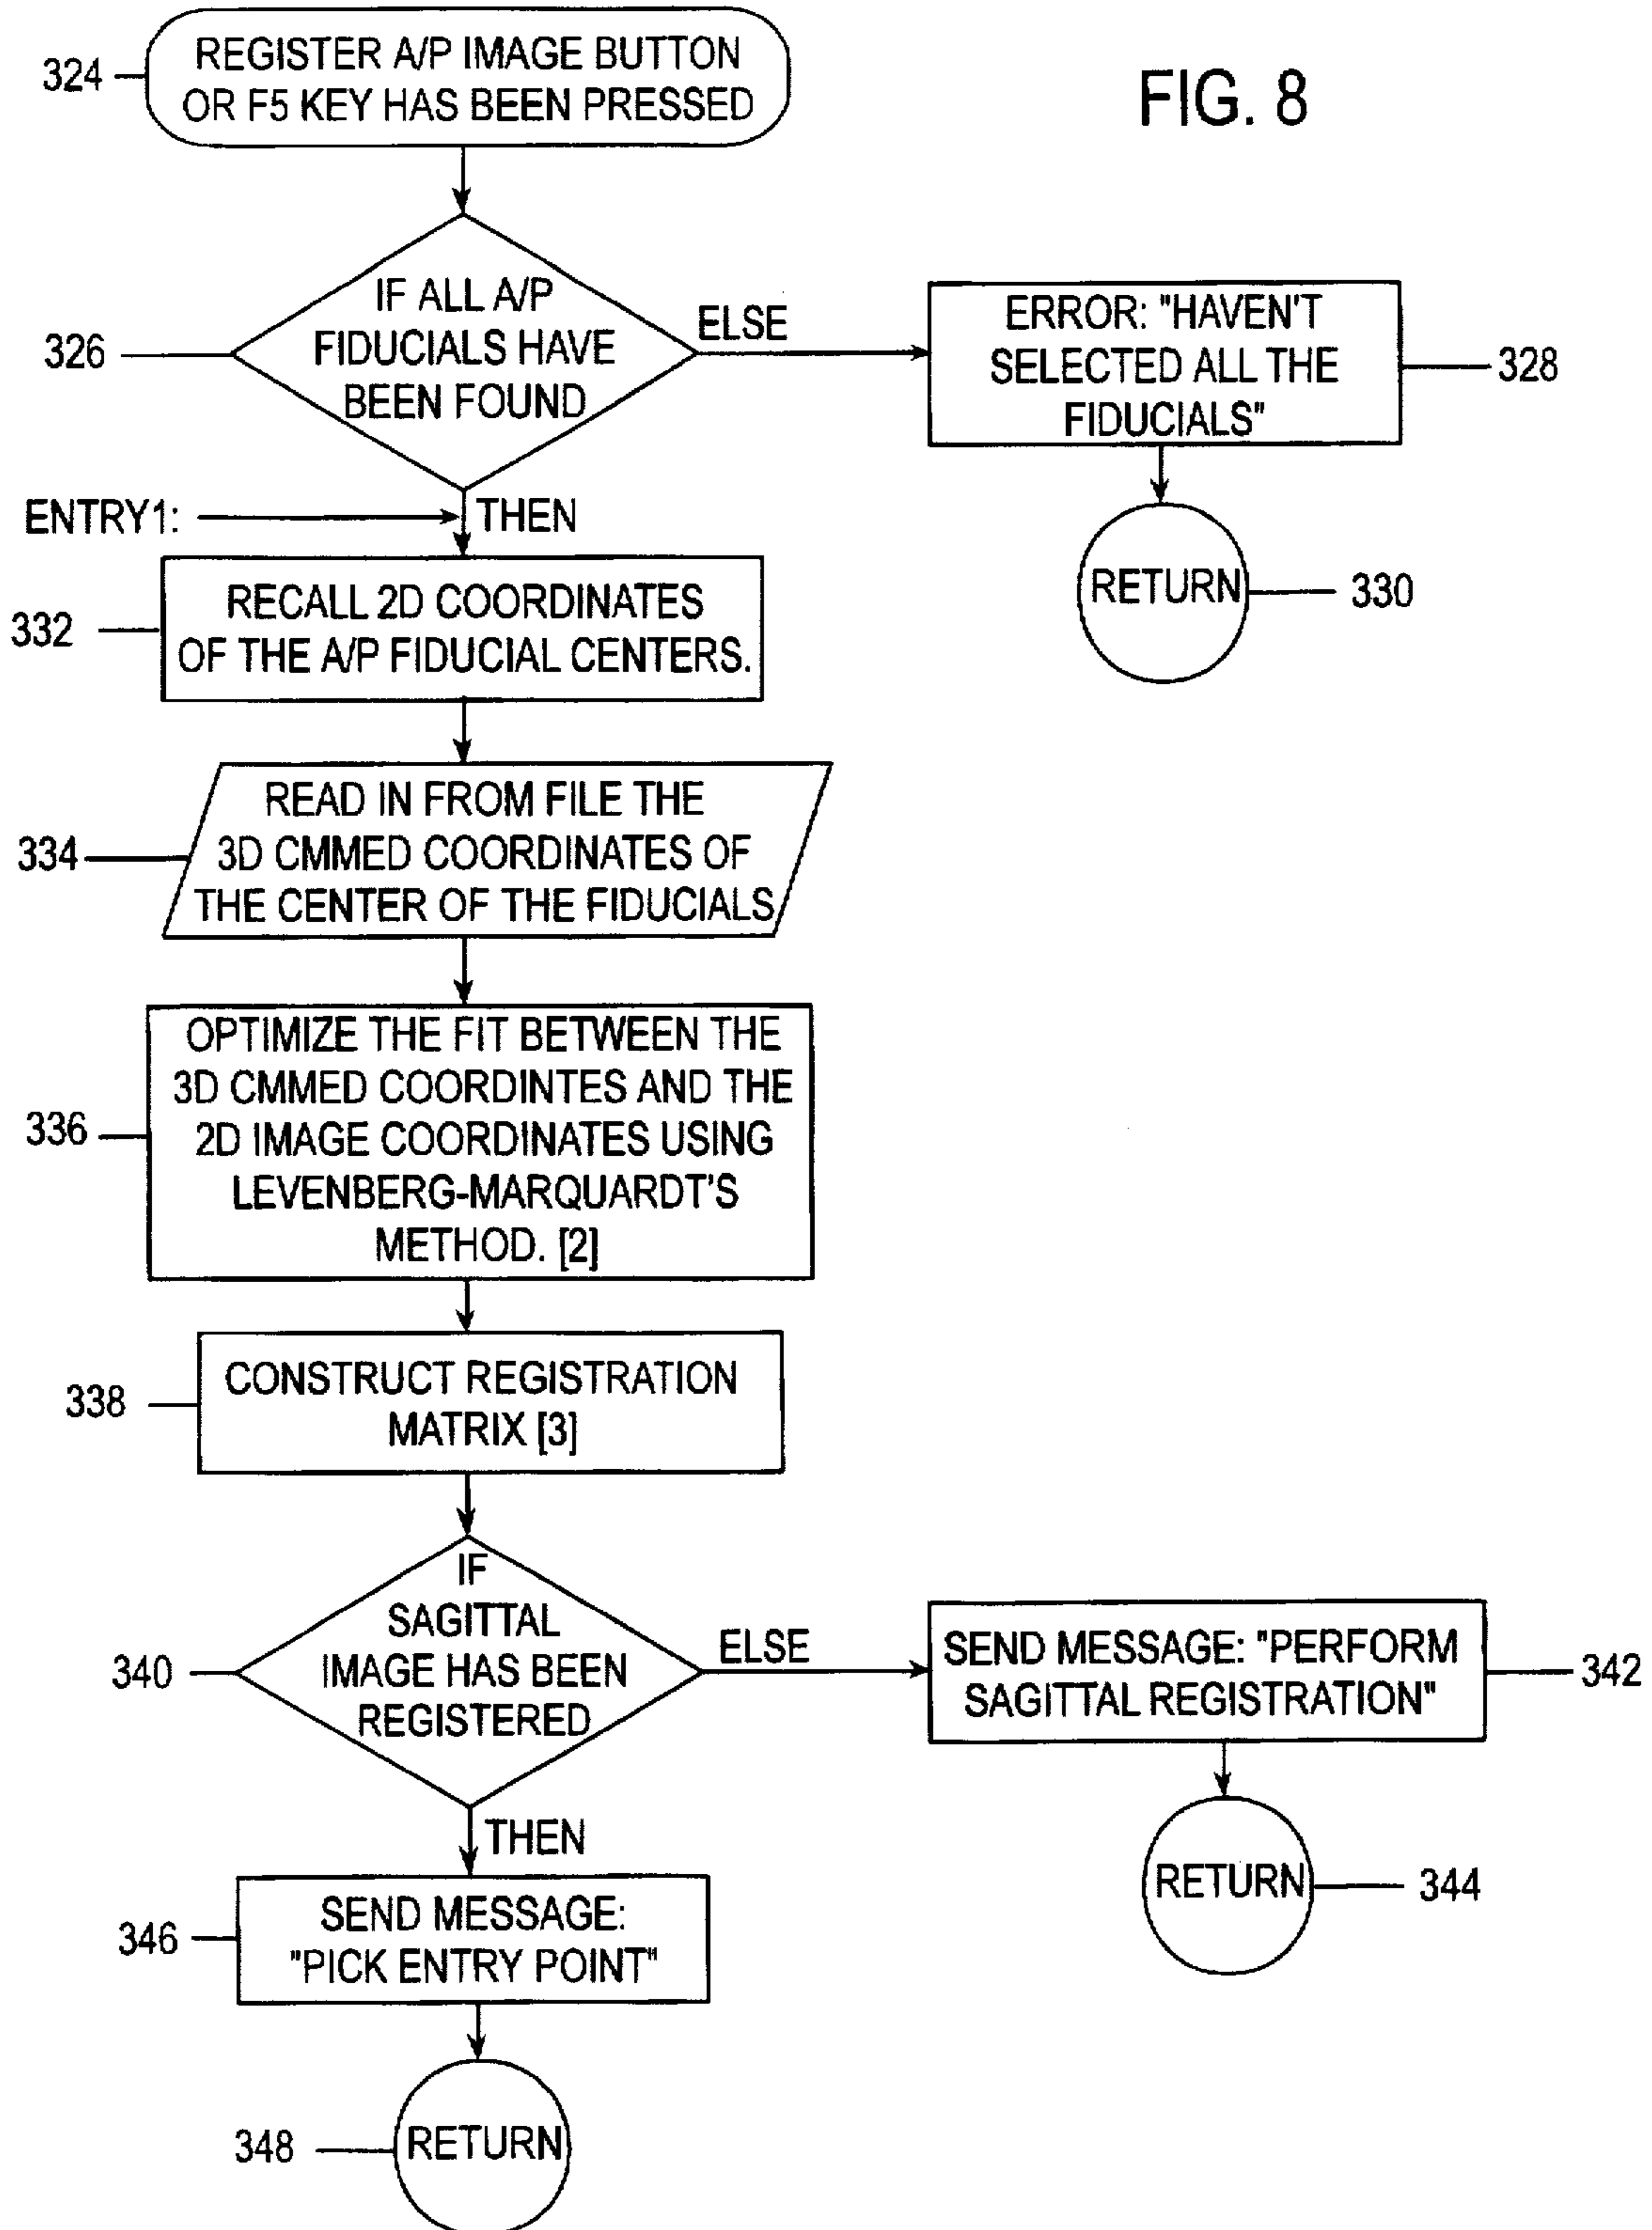 FIG. 8
324
REGISTER A/P IMAGE BUTTON
OR F5 KEY HAS BEEN PRESSED
326
IF ALL A/P
FIDUCIALS HAVE
BEEN FOUND
ELSE
ERROR: "HAVEN'T
SELECTED ALL THE
FIDUCIALS"
328
RETURN
330
ENTRY1:
THEN
332
RECALL 2D COORDINATES
OF THE A/P FIDUCIAL CENTERS.
334
READ IN FROM FILE THE
3D CMMED COORDINATES OF
THE CENTER OF THE FIDUCIALS
336
OPTIMIZE THE FIT BETWEEN THE
3D CMMED COORDINTES AND THE
2D IMAGE COORDINATES USING
LEVENBERG-MARQUARDT'S
METHOD. [2]
338
CONSTRUCT REGISTRATION
MATRIX [3]
340
IF
SAGITTAL
IMAGE HAS BEEN
REGISTERED
ELSE
SEND MESSAGE: "PERFORM
SAGITTAL REGISTRATION"
342
RETURN
344
THEN
346
SEND MESSAGE:
"PICK ENTRY POINT"
348
RETURN